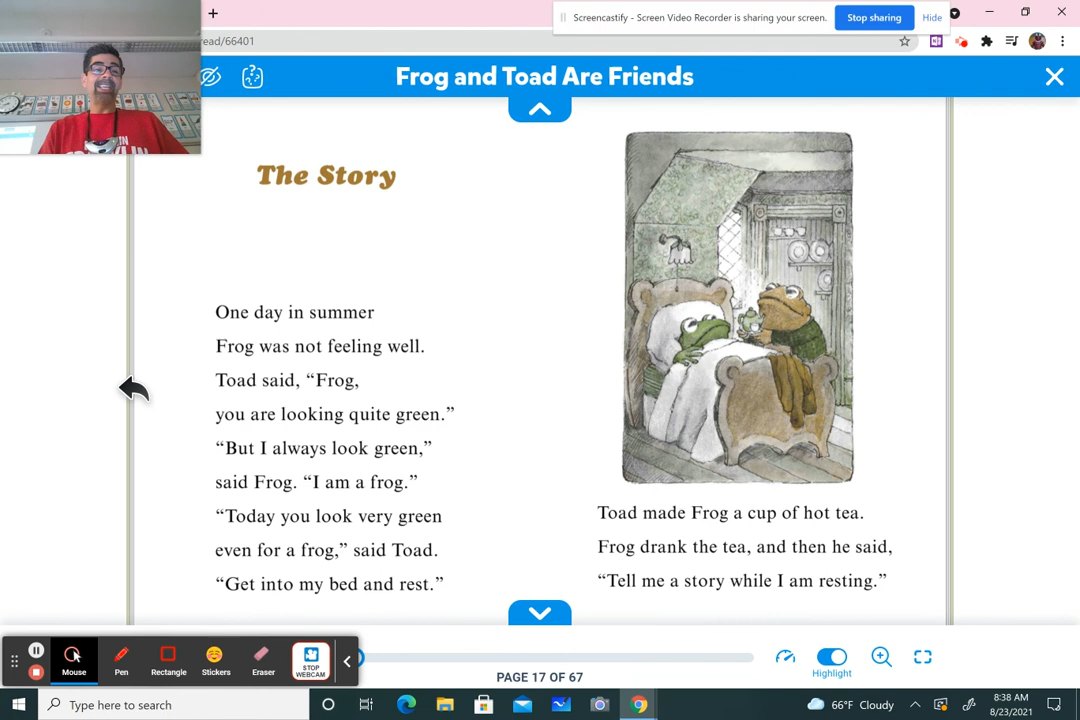 Screencastify - Screen Video Recorder is sharing your screen.
Stop sharing
Hide
read/66401
Frog and Toad Are Friends
The Story
One day in summer
Frog was not feeling well.
Toad said, “Frog,
you are looking quite green.”
“But I always look green,”
said Frog. “I am a frog.”
“Today you look very green
even for a frog,” said Toad.
“Get into my bed and rest.”
Toad made Frog a cup of hot tea.
Frog drank the tea, and then he said,
“Tell me a story while I am resting.”
Mouse
Pen
Rectangle
Stickers
Eraser
STOP
WEBCAM
PAGE 17 OF 67
Highlight
Type here to search
66°F Cloudy
8:38 AM
8/23/2021